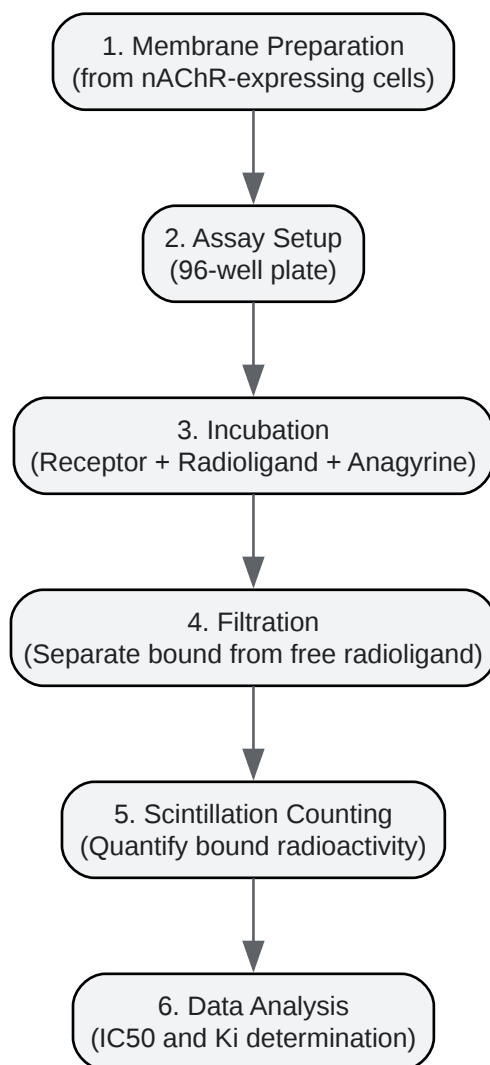 1. Membrane Preparation
(from nAChR-expressing cells)
2. Assay Setup
(96-well plate)
3. Incubation
(Receptor + Radioligand + Anagyrine)
4. Filtration
(Separate bound from free radioligand)
5. Scintillation Counting
(Quantify bound radioactivity)
6. Data Analysis
(IC50 and Ki determination)